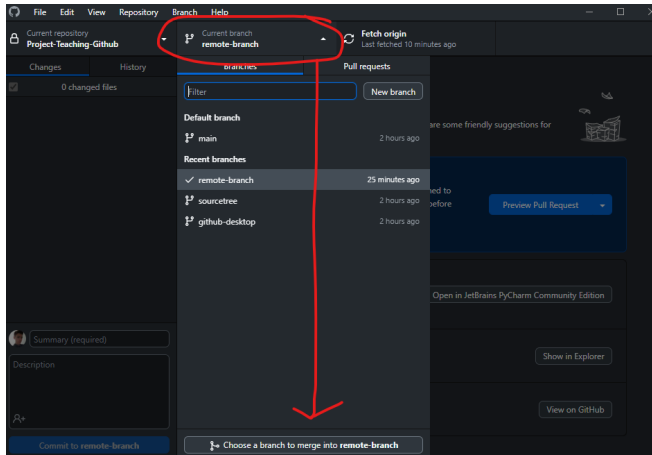 File Edit View Repository Branch Help
Current repository
Project-Teaching-Github
Current branch
remote-branch
Fetch origin
Last fetched 10 minutes ago
Changes
History
Branches
Pull requests
0 changed files
Filter
New branch
Default branch
main
2 hours ago
Recent branches
remote-branch
25 minutes ago
sourcetree
2 hours ago
github-desktop
2 hours ago
are some friendly suggestions for
Preview Pull Request
Open in JetBrains PyCharm Community Edition
Show in Explorer
View on GitHub
Summary (required)
Description
Commit to remote-branch
Choose a branch to merge into remote-branch